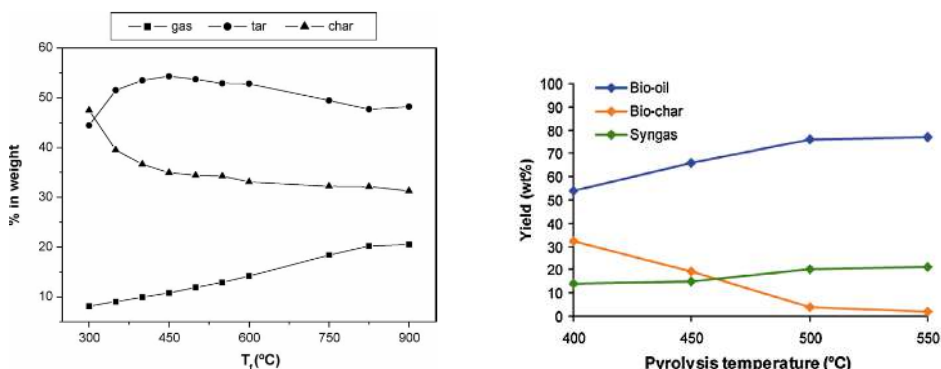 gas tar char
60
50
40
30
20
10
% in weight
300 450 600 750 900
Tr(ºC)
100
90
80
70
60
50
40
30
20
10
0
Yield (wt%)
Bio-oil
Bio-char
Syngas
400 450 500 550
Pyrolysis temperature (ºC)